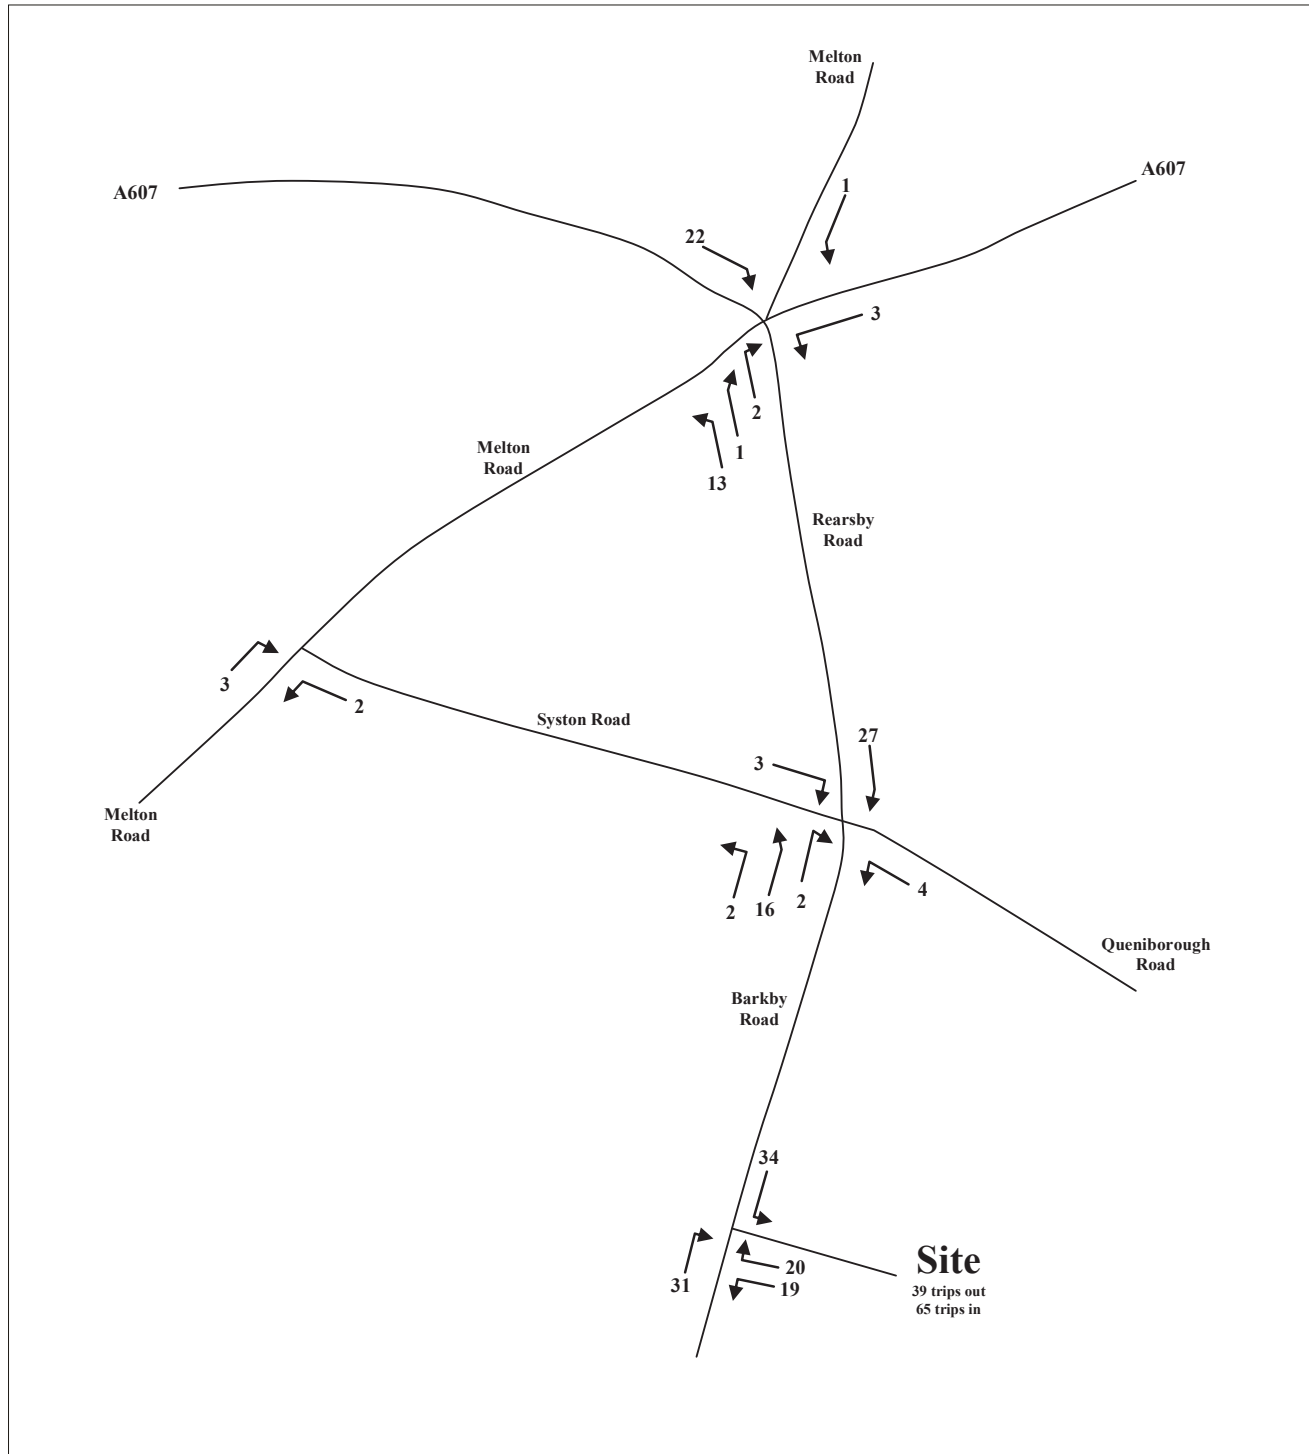 Melton
Road
A607
A607
1
22
3
2
1
13
Melton
Road
Rearsby
Road
3
2
Syston Road
27
3
Melton
Road
4
2
16
2
Queniborough
Road
Barkby
Road
34
Site
20
31
19
39 trips out
65 trips in